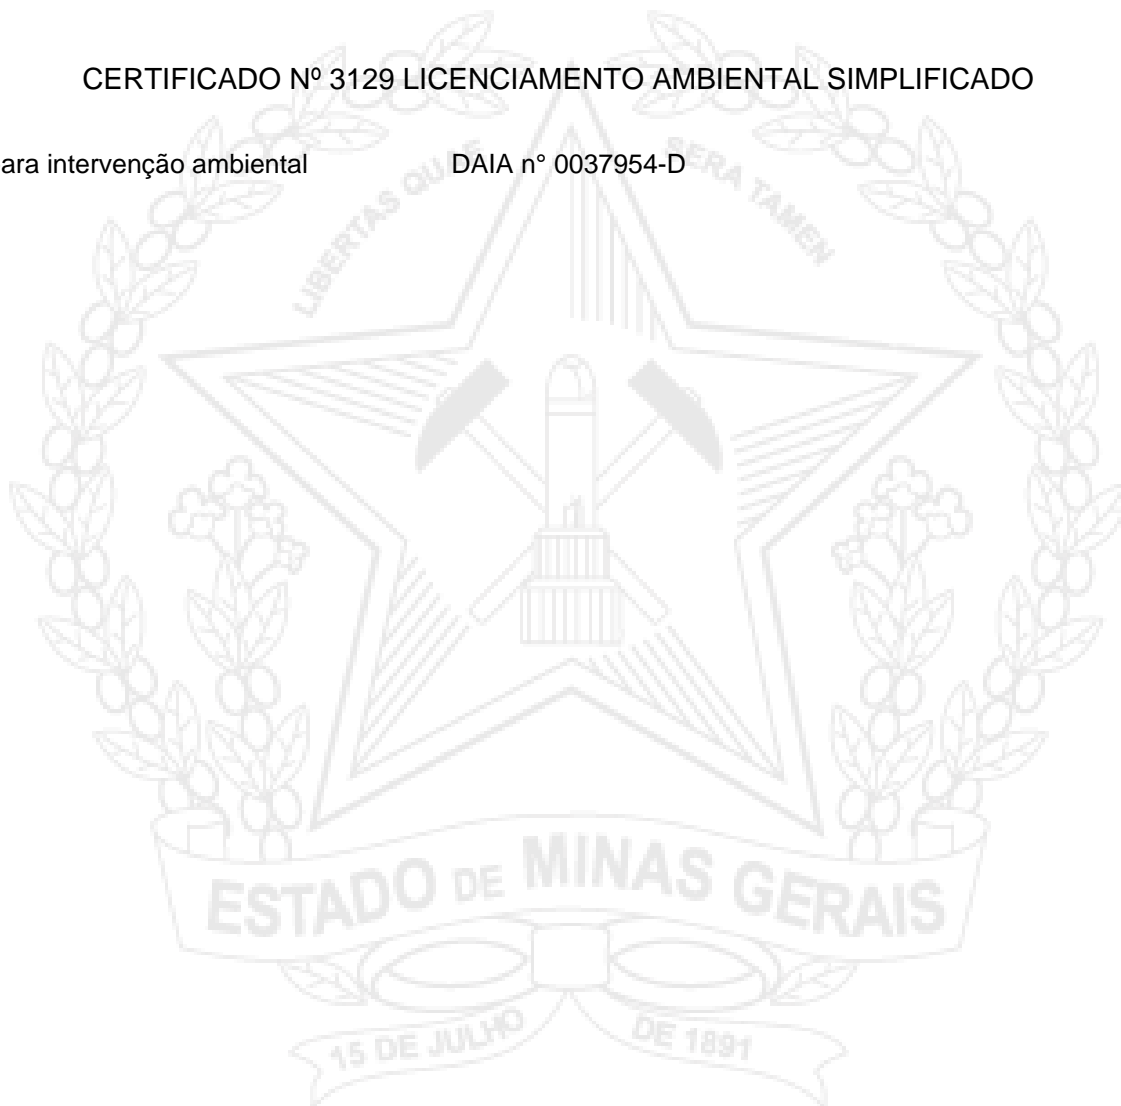 CERTIFICADO Nº 3129 LICENCIAMENTO AMBIENTAL SIMPLIFICADO
ara intervenção ambiental DAIA n° 0037954-D
LIBERTAS QUAE SERA TAMEN
ESTADO DE MINAS GERAIS
15 DE JULHO DE 1891